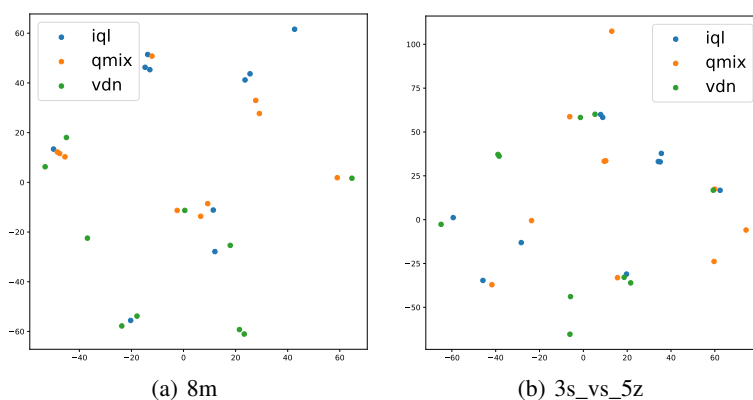 iql
qmix
vdn
60
40
20
0
−20
−40
−60
−40 −20 0 20 40 60
(a) 8m
iql
qmix
vdn
100
75
50
25
0
−25
−50
−60 −40 −20 0 20 40 60
(b) 3s_vs_5z